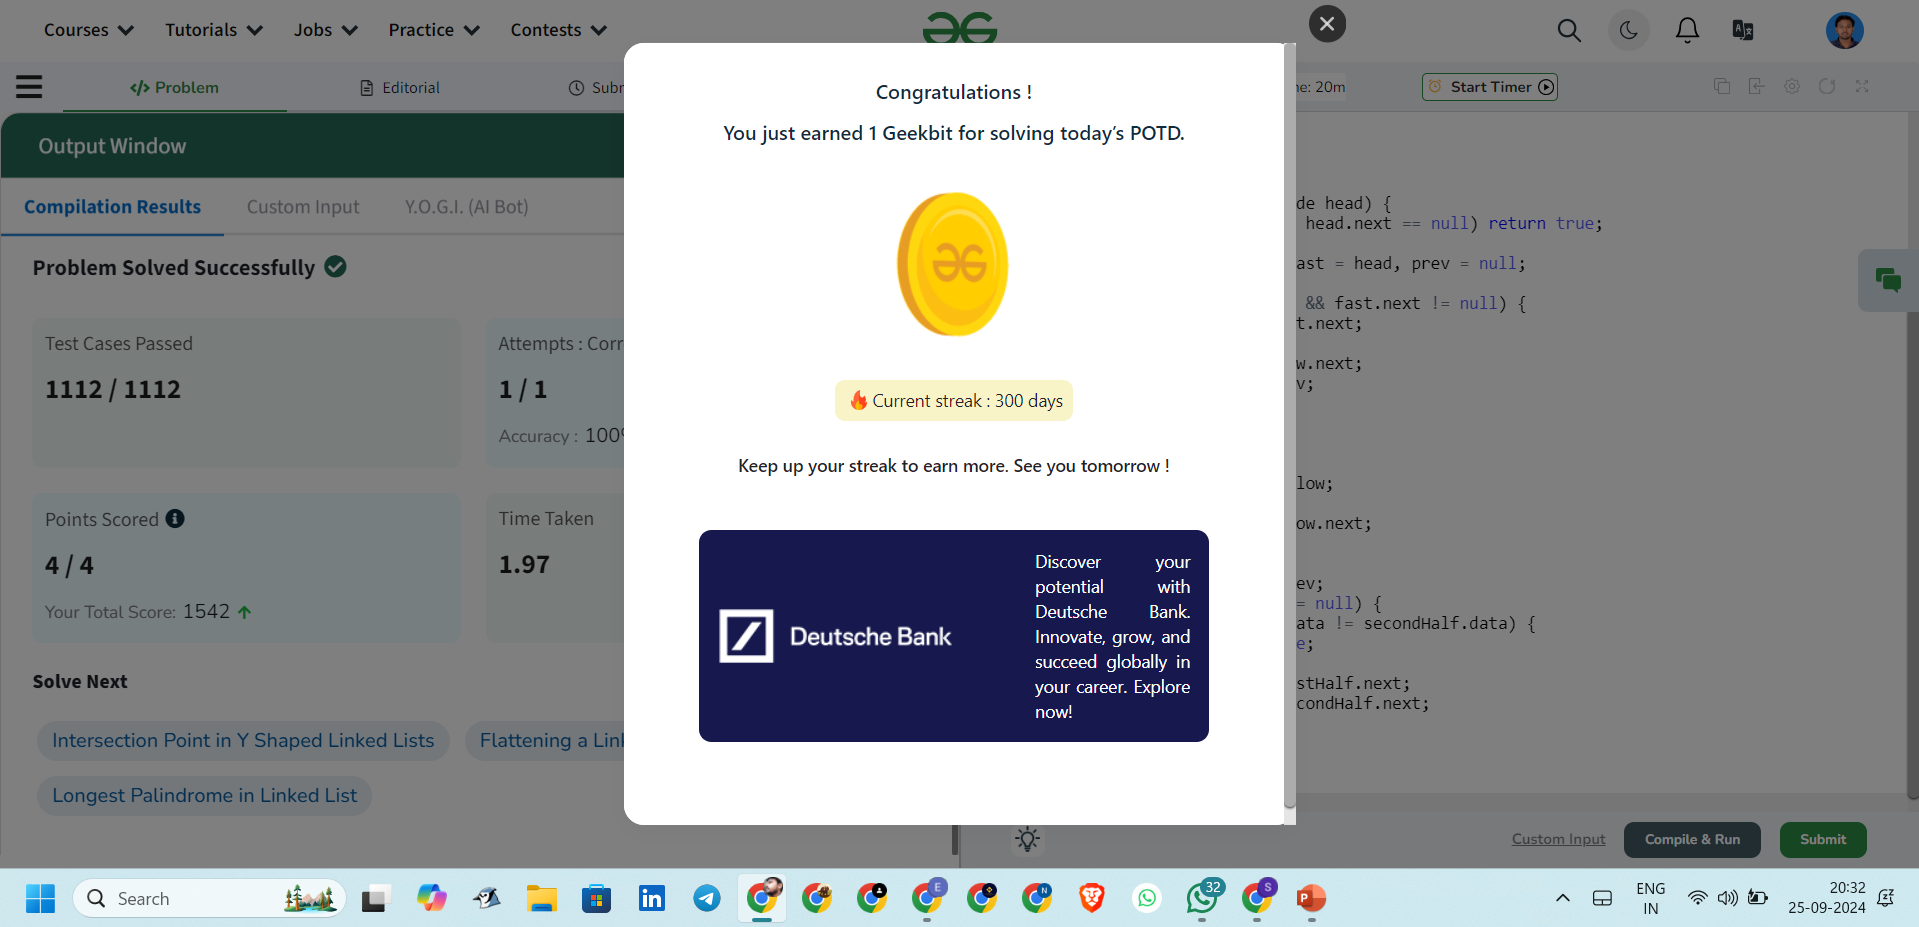 Courses Tutorials Jobs Practice Contests
Problem Editorial Subr
ne: 20m Start Timer
Output Window
Compilation Results Custom Input Y.O.G.I. (AI Bot)
Problem Solved Successfully
Test Cases Passed
1112 / 1112
Attempts : Corr
1 / 1
Accuracy : 100%
Points Scored
4 / 4
Your Total Score: 1542
Time Taken
1.97
Solve Next
Intersection Point in Y Shaped Linked Lists
Flattening a Link
Longest Palindrome in Linked List
Congratulations !
You just earned 1 Geekbit for solving today's POTD.
Current streak : 300 days
Keep up your streak to earn more. See you tomorrow !
Deutsche Bank
Discover your
potential with
Deutsche Bank.
Innovate, grow, and
succeed globally in
your career. Explore
now!
de head) {
head.next == null) return true;
ast = head, prev = null;
&& fast.next != null) {
t.next;
w.next;
v;
low;
ow.next;
ev;
= null) {
ata != secondHalf.data) {
e;
stHalf.next;
condHalf.next;
Custom Input Compile & Run Submit
Search
E
N
32
S
P
ENG
IN
20:32
25-09-2024